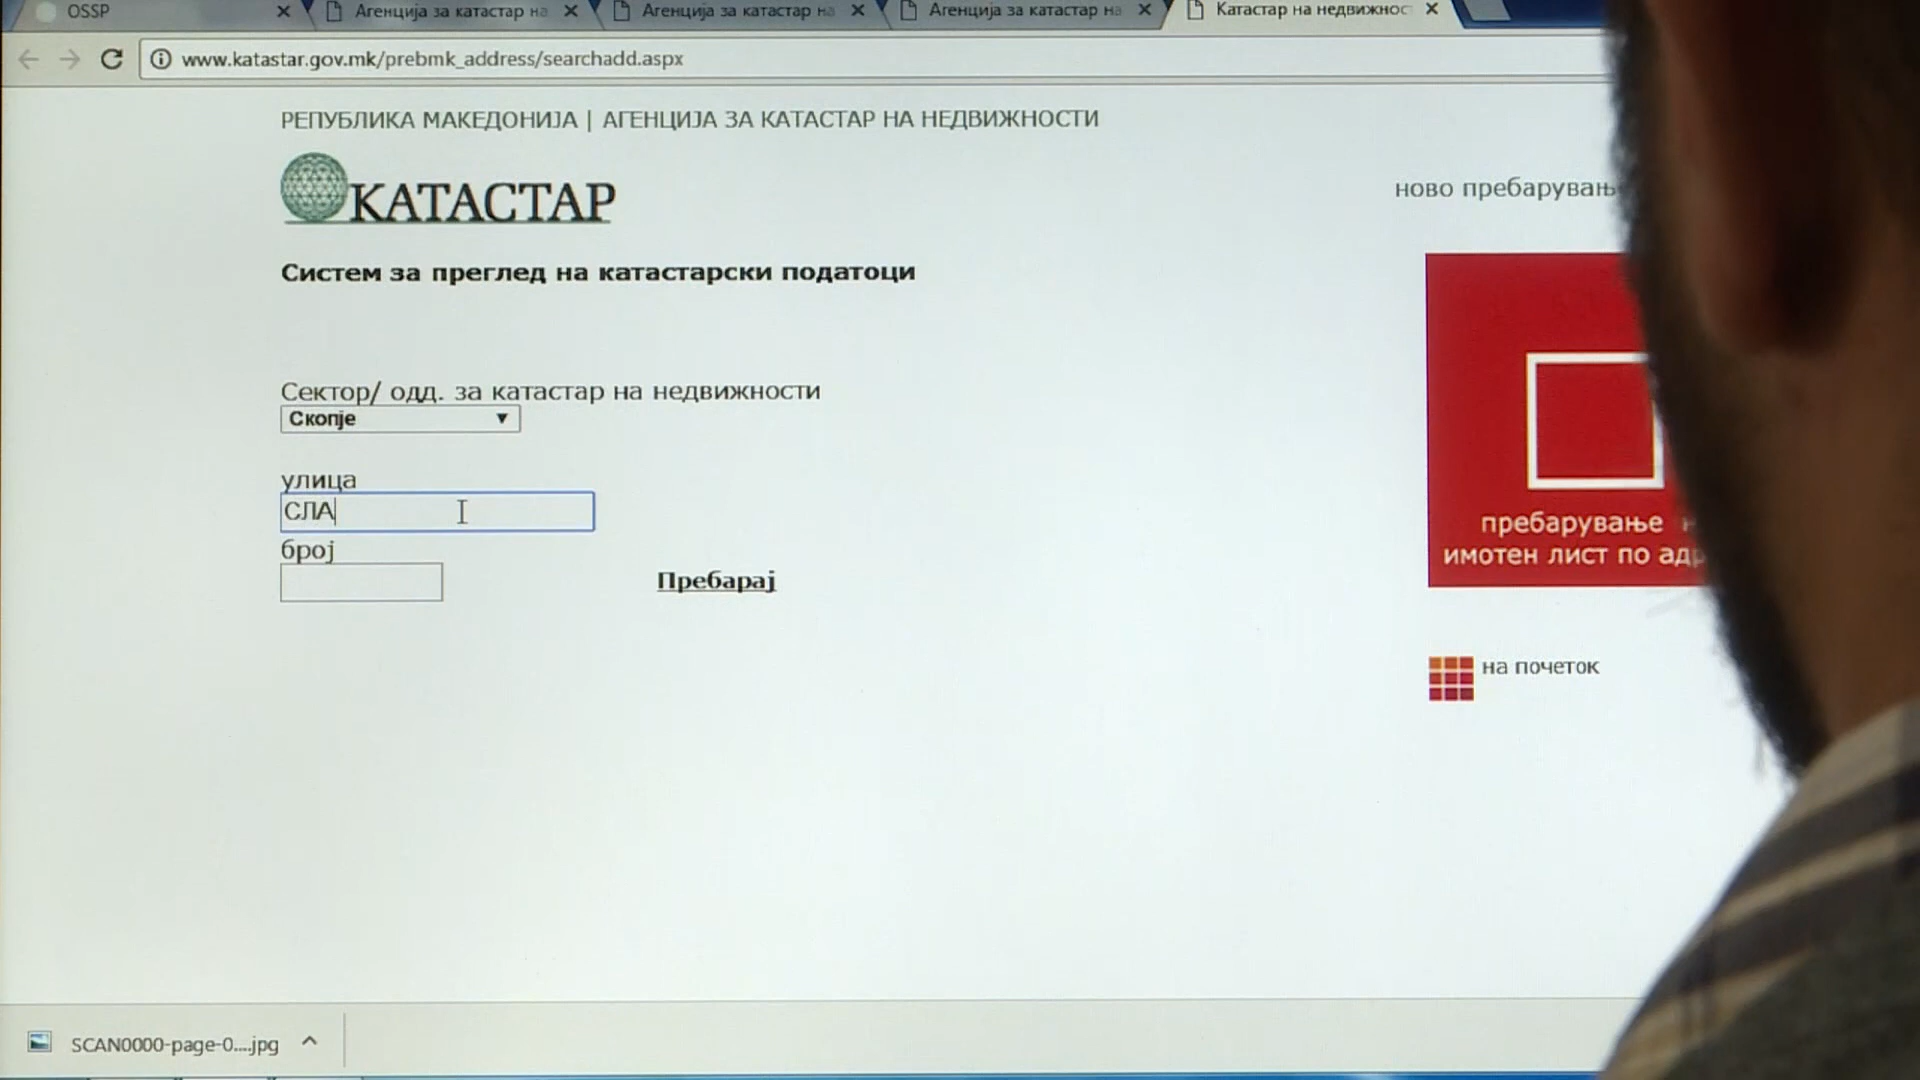 OSSP
Агенција за катастар на
Агенција за катастар на
Агенција за катастар на
Катастар на недвижнос
www.katastar.gov.mk/prebmk_address/searchadd.aspx
РЕПУБЛИКА МАКЕДОНИЈА | АГЕНЦИЈА ЗА КАТАСТАР НА НЕДВИЖНОСТИ
КАТАСТАР
ново пребарувањ
Систем за преглед на катастарски податоци
Сектор/ одд. за катастар на недвижности
Скопје
улица
СЛА
број
Пребарај
пребарување н
имотен лист по адр
на почеток
SCAN0000-page-0....jpg